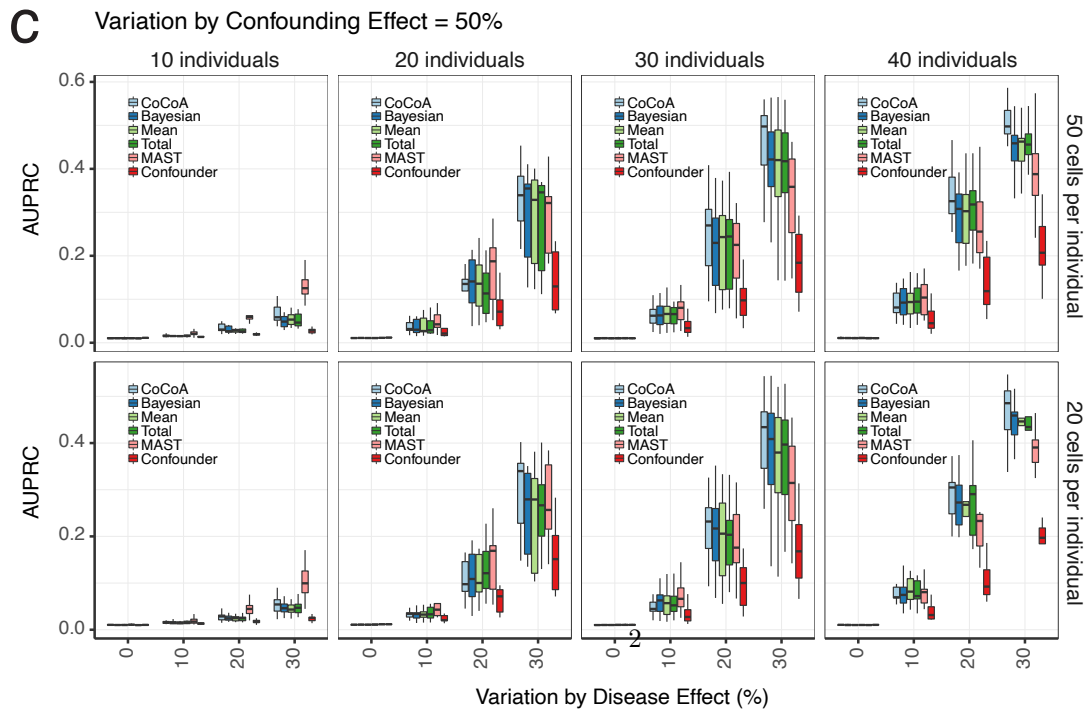 C
Variation by Confounding Effect = 50%
10 individuals
20 individuals
30 individuals
40 individuals
0.6
0.4
0.2
0.0
AUPRC
CoCoA
Bayesian
Mean
Total
MAST
Confounder
CoCoA
Bayesian
Mean
Total
MAST
Confounder
CoCoA
Bayesian
Mean
Total
MAST
Confounder
CoCoA
Bayesian
Mean
Total
MAST
Confounder
50 cells per individual
0.4
0.2
0.0
AUPRC
CoCoA
Bayesian
Mean
Total
MAST
Confounder
CoCoA
Bayesian
Mean
Total
MAST
Confounder
CoCoA
Bayesian
Mean
Total
MAST
Confounder
CoCoA
Bayesian
Mean
Total
MAST
Confounder
20 cells per individual
2
0 10 20 30 0 10 20 30 0 10 20 30 0 10 20 30
Variation by Disease Effect (%)